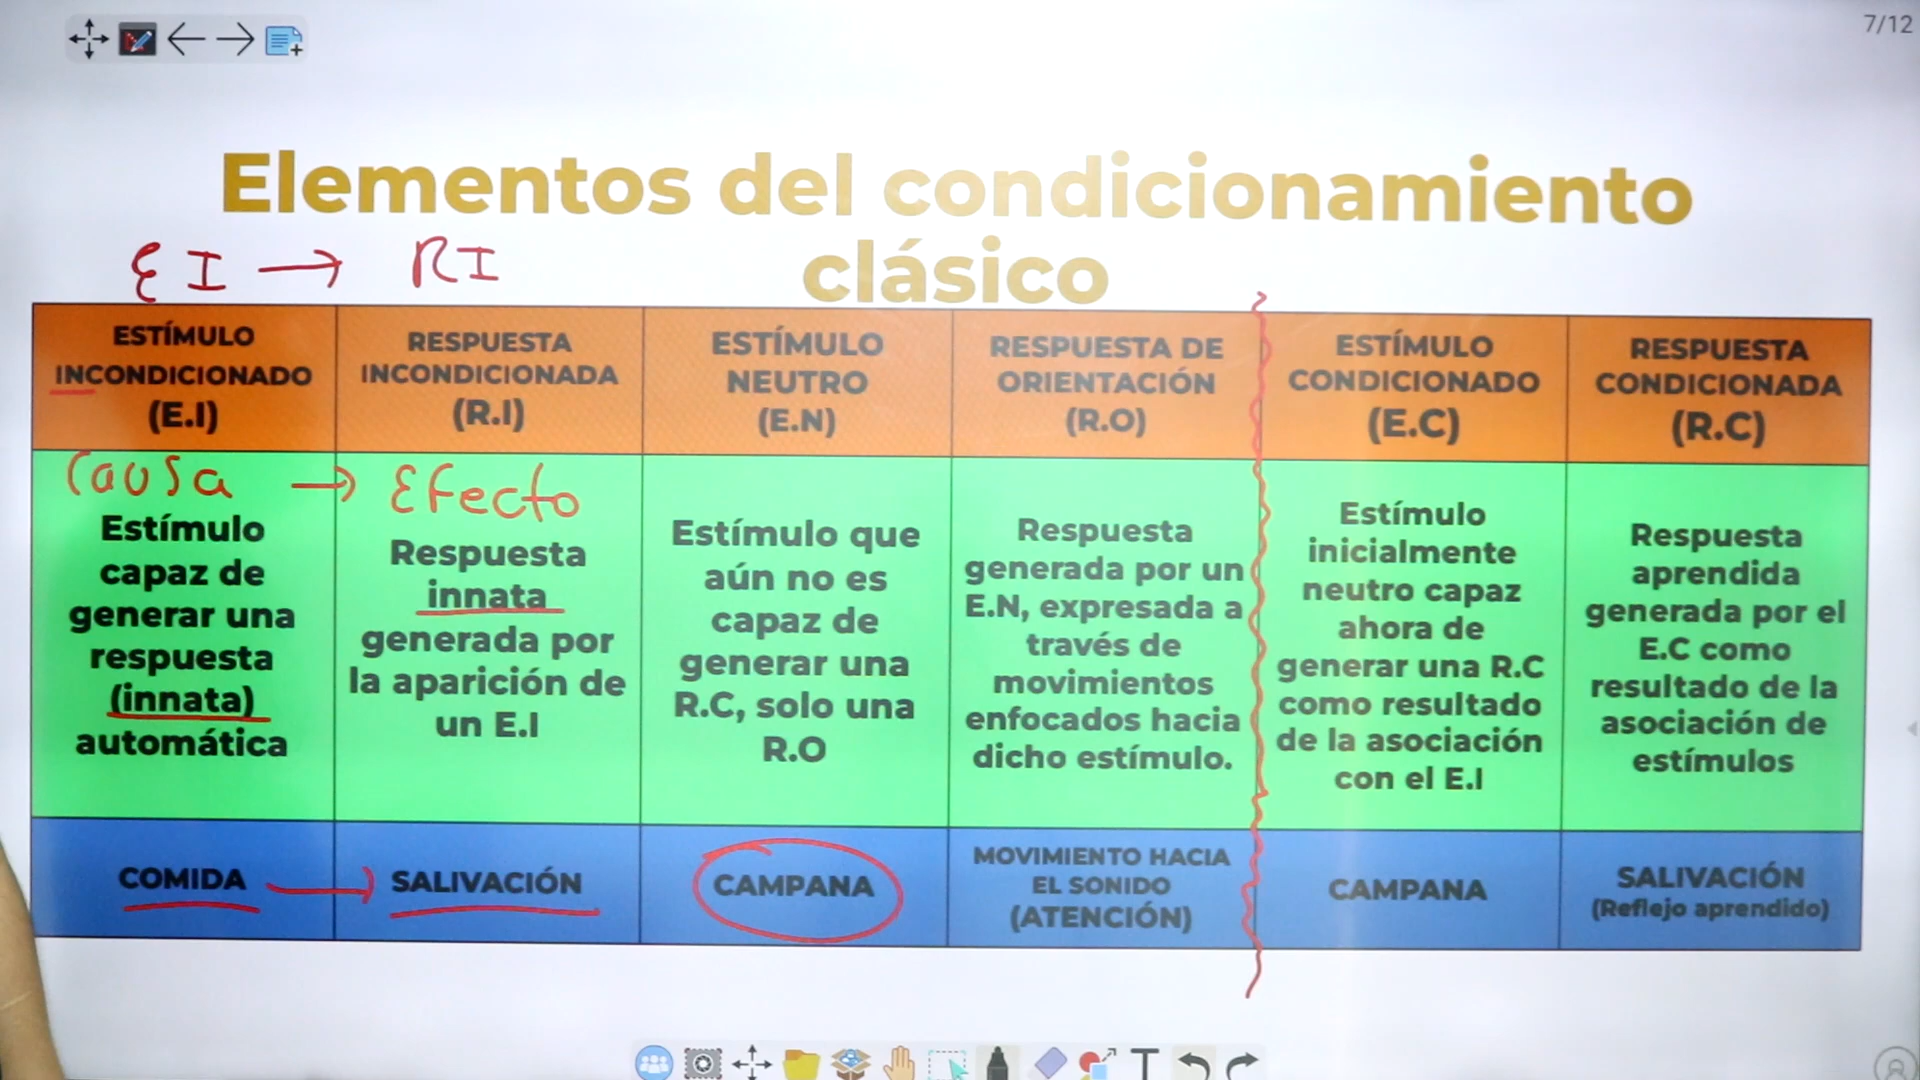 7/12
Elementos del condicionamiento
clásico
EI → RI
ESTÍMULO
INCONDICIONADO
(E.I)
RESPUESTA
INCONDICIONADA
(R.I)
ESTÍMULO
NEUTRO
(E.N)
RESPUESTA DE
ORIENTACIÓN
(R.O)
ESTÍMULO
CONDICIONADO
(E.C)
RESPUESTA
CONDICIONADA
(R.C)
Causa → Efecto
Estímulo
capaz de
generar una
respuesta
(innata)
automática
Respuesta
innata
generada por
la aparición de
un E.I
Estímulo que
aún no es
capaz de
generar una
R.C, solo una
R.O
Respuesta
generada por un
E.N, expresada a
través de
movimientos
enfocados hacia
dicho estímulo.
Estímulo
inicialmente
neutro capaz
ahora de
generar una R.C
como resultado
de la asociación
con el E.I
Respuesta
aprendida
generada por el
E.C como
resultado de la
asociación de
estímulos
COMIDA → SALIVACIÓN
CAMPANA
MOVIMIENTO HACIA
EL SONIDO
(ATENCIÓN)
CAMPANA
SALIVACIÓN
(Reflejo aprendido)
T